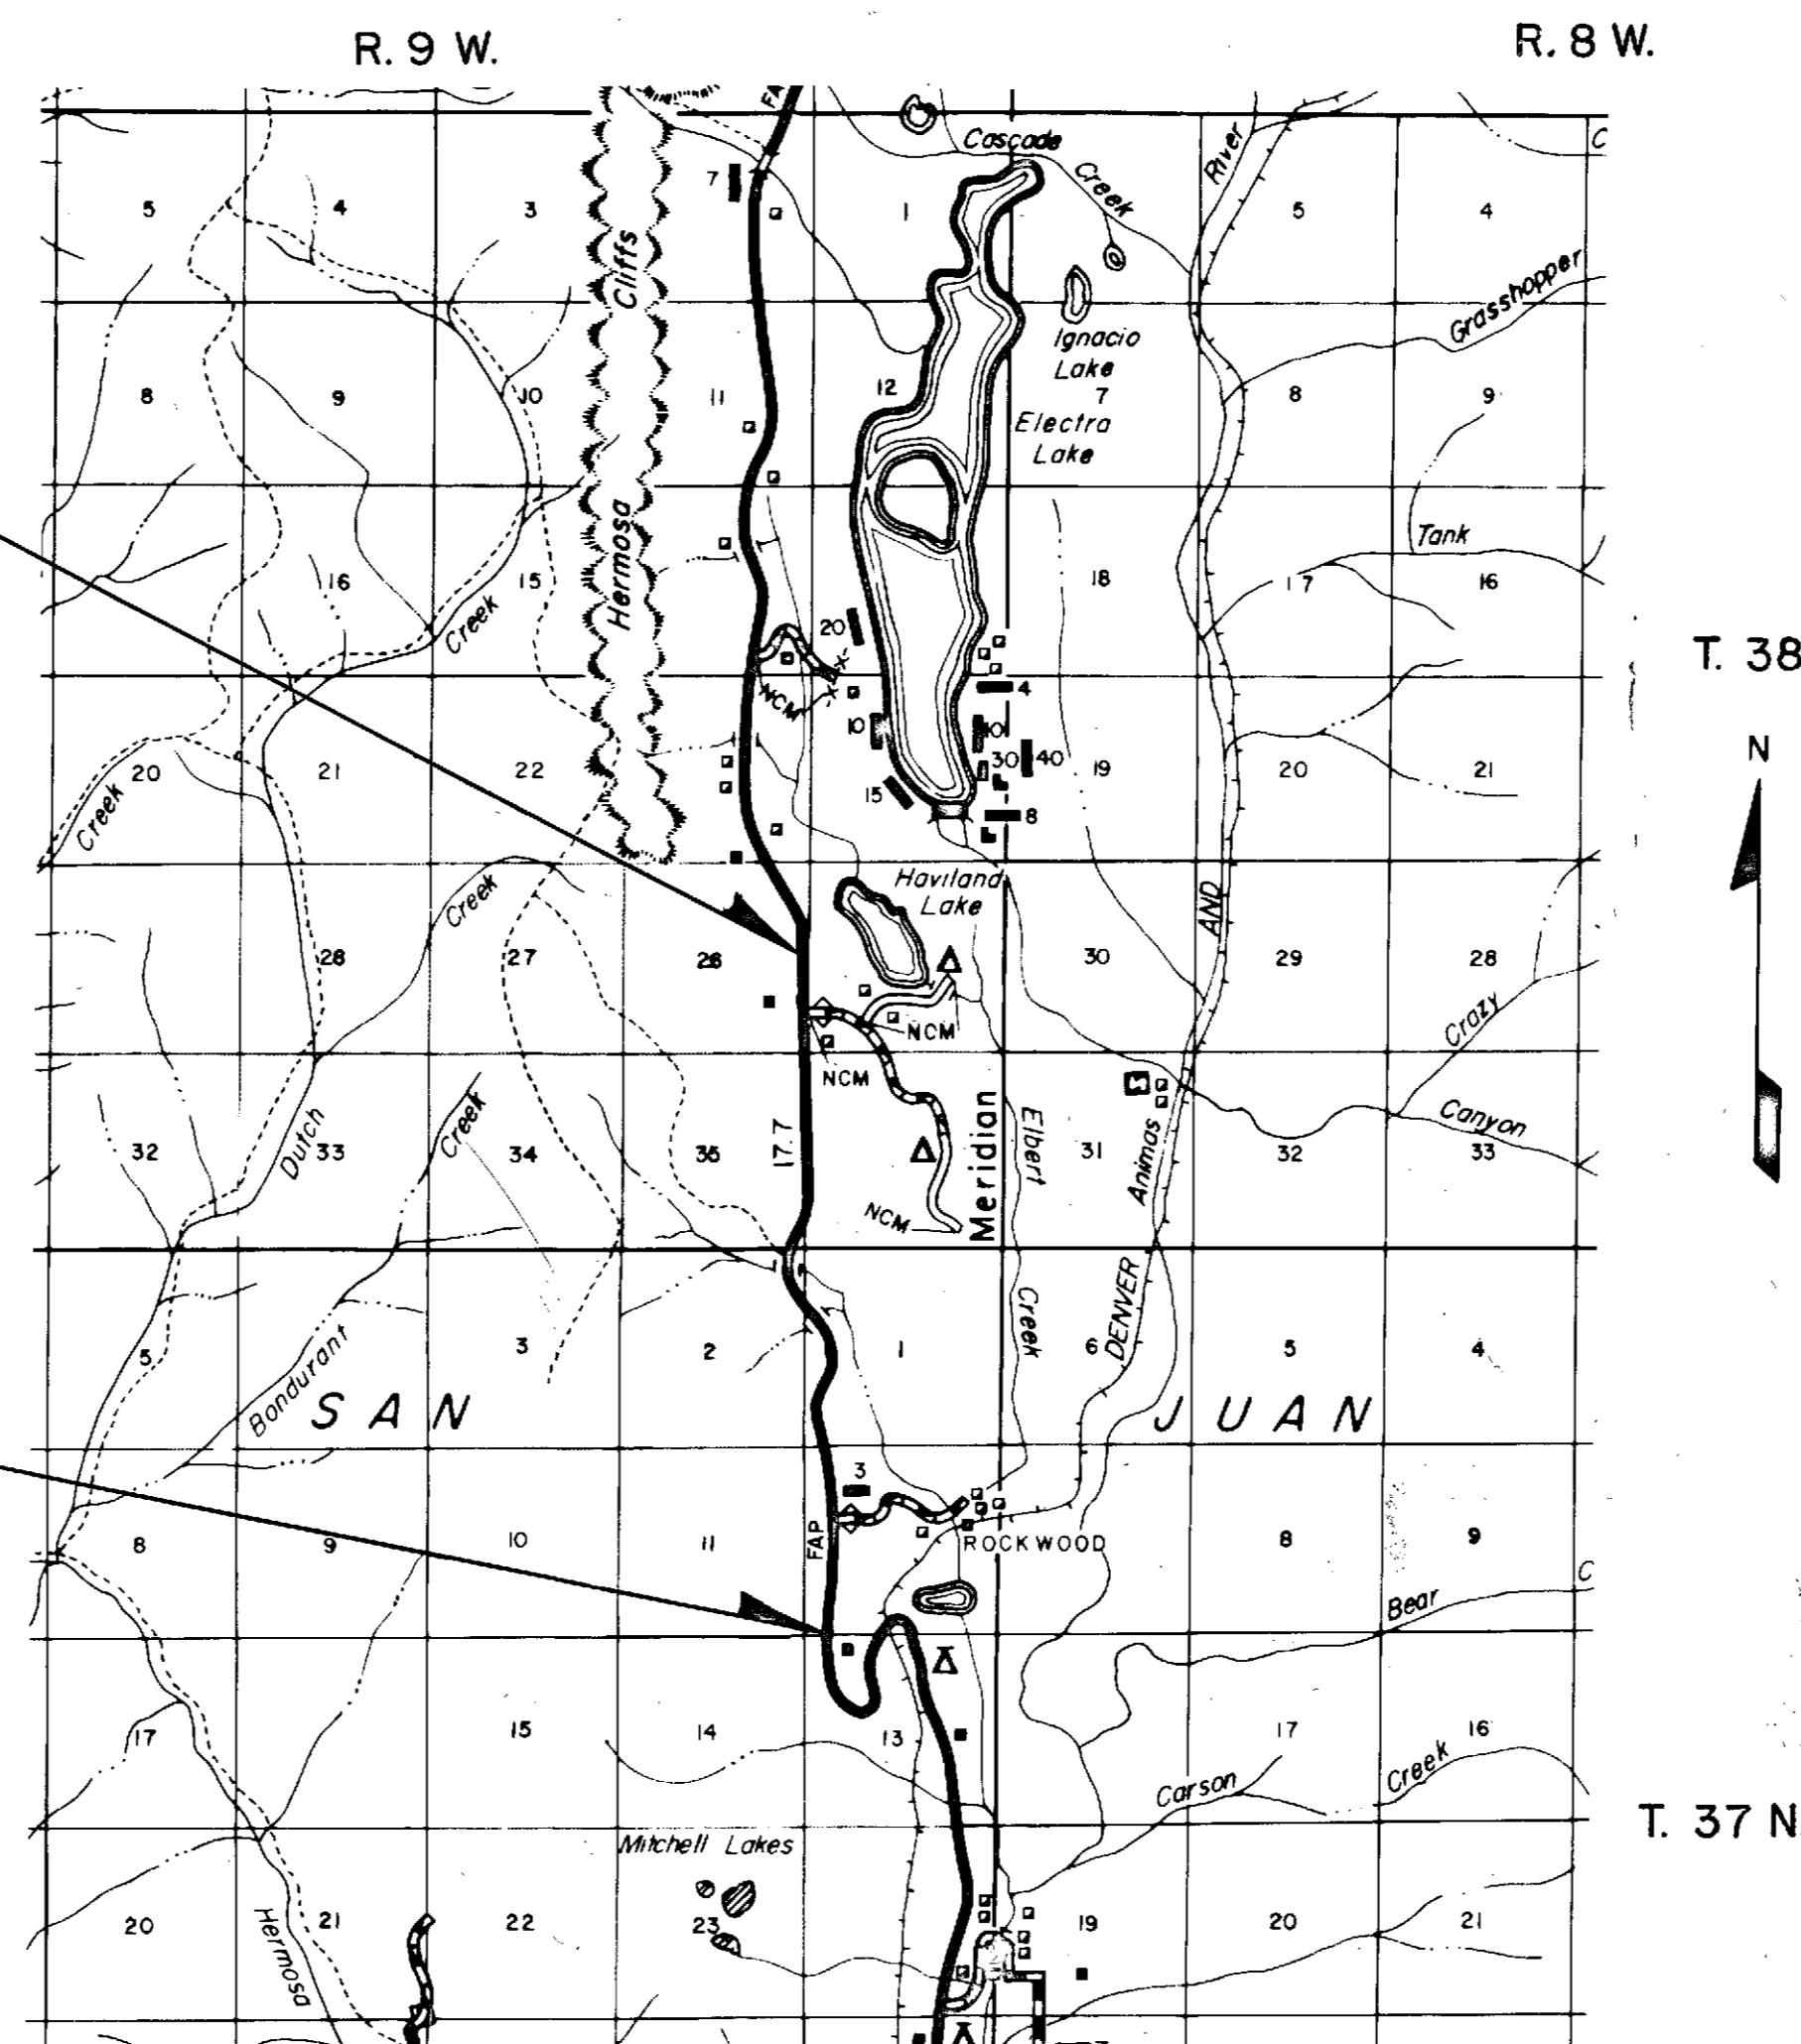 R. 9 W.
R. 8 W.
FA
Cascade
Creek
River
C
7
5
4
3
1
5
4
Cliffs
Grasshopper
Ignacio
Lake
8
9
10
11
12
7
8
9
Electra
Lake
Hermosa
Tank
16
15
18
17
16
Creek
20
T. 38
NCM
4
N
10
10
30
40
20
21
22
15
19
20
21
Creek
8
Haviland
Lake
Creek
AND
28
27
26
30
29
28
NCM
Crazy
NCM
Creek
Meridian
Elbert
Canyon
Dutch
17.7
Animas
32
33
34
35
31
32
33
NCM
DENVER
Creek
5
3
2
1
6
5
4
Bondurant
SAN
JUAN
3
FAP
ROCKWOOD
8
9
10
11
8
9
C
Bear
17
15
14
13
17
16
Carson
Creek
T. 37 N
Mitchell Lakes
20
21
22
23
19
20
21
Hermosa